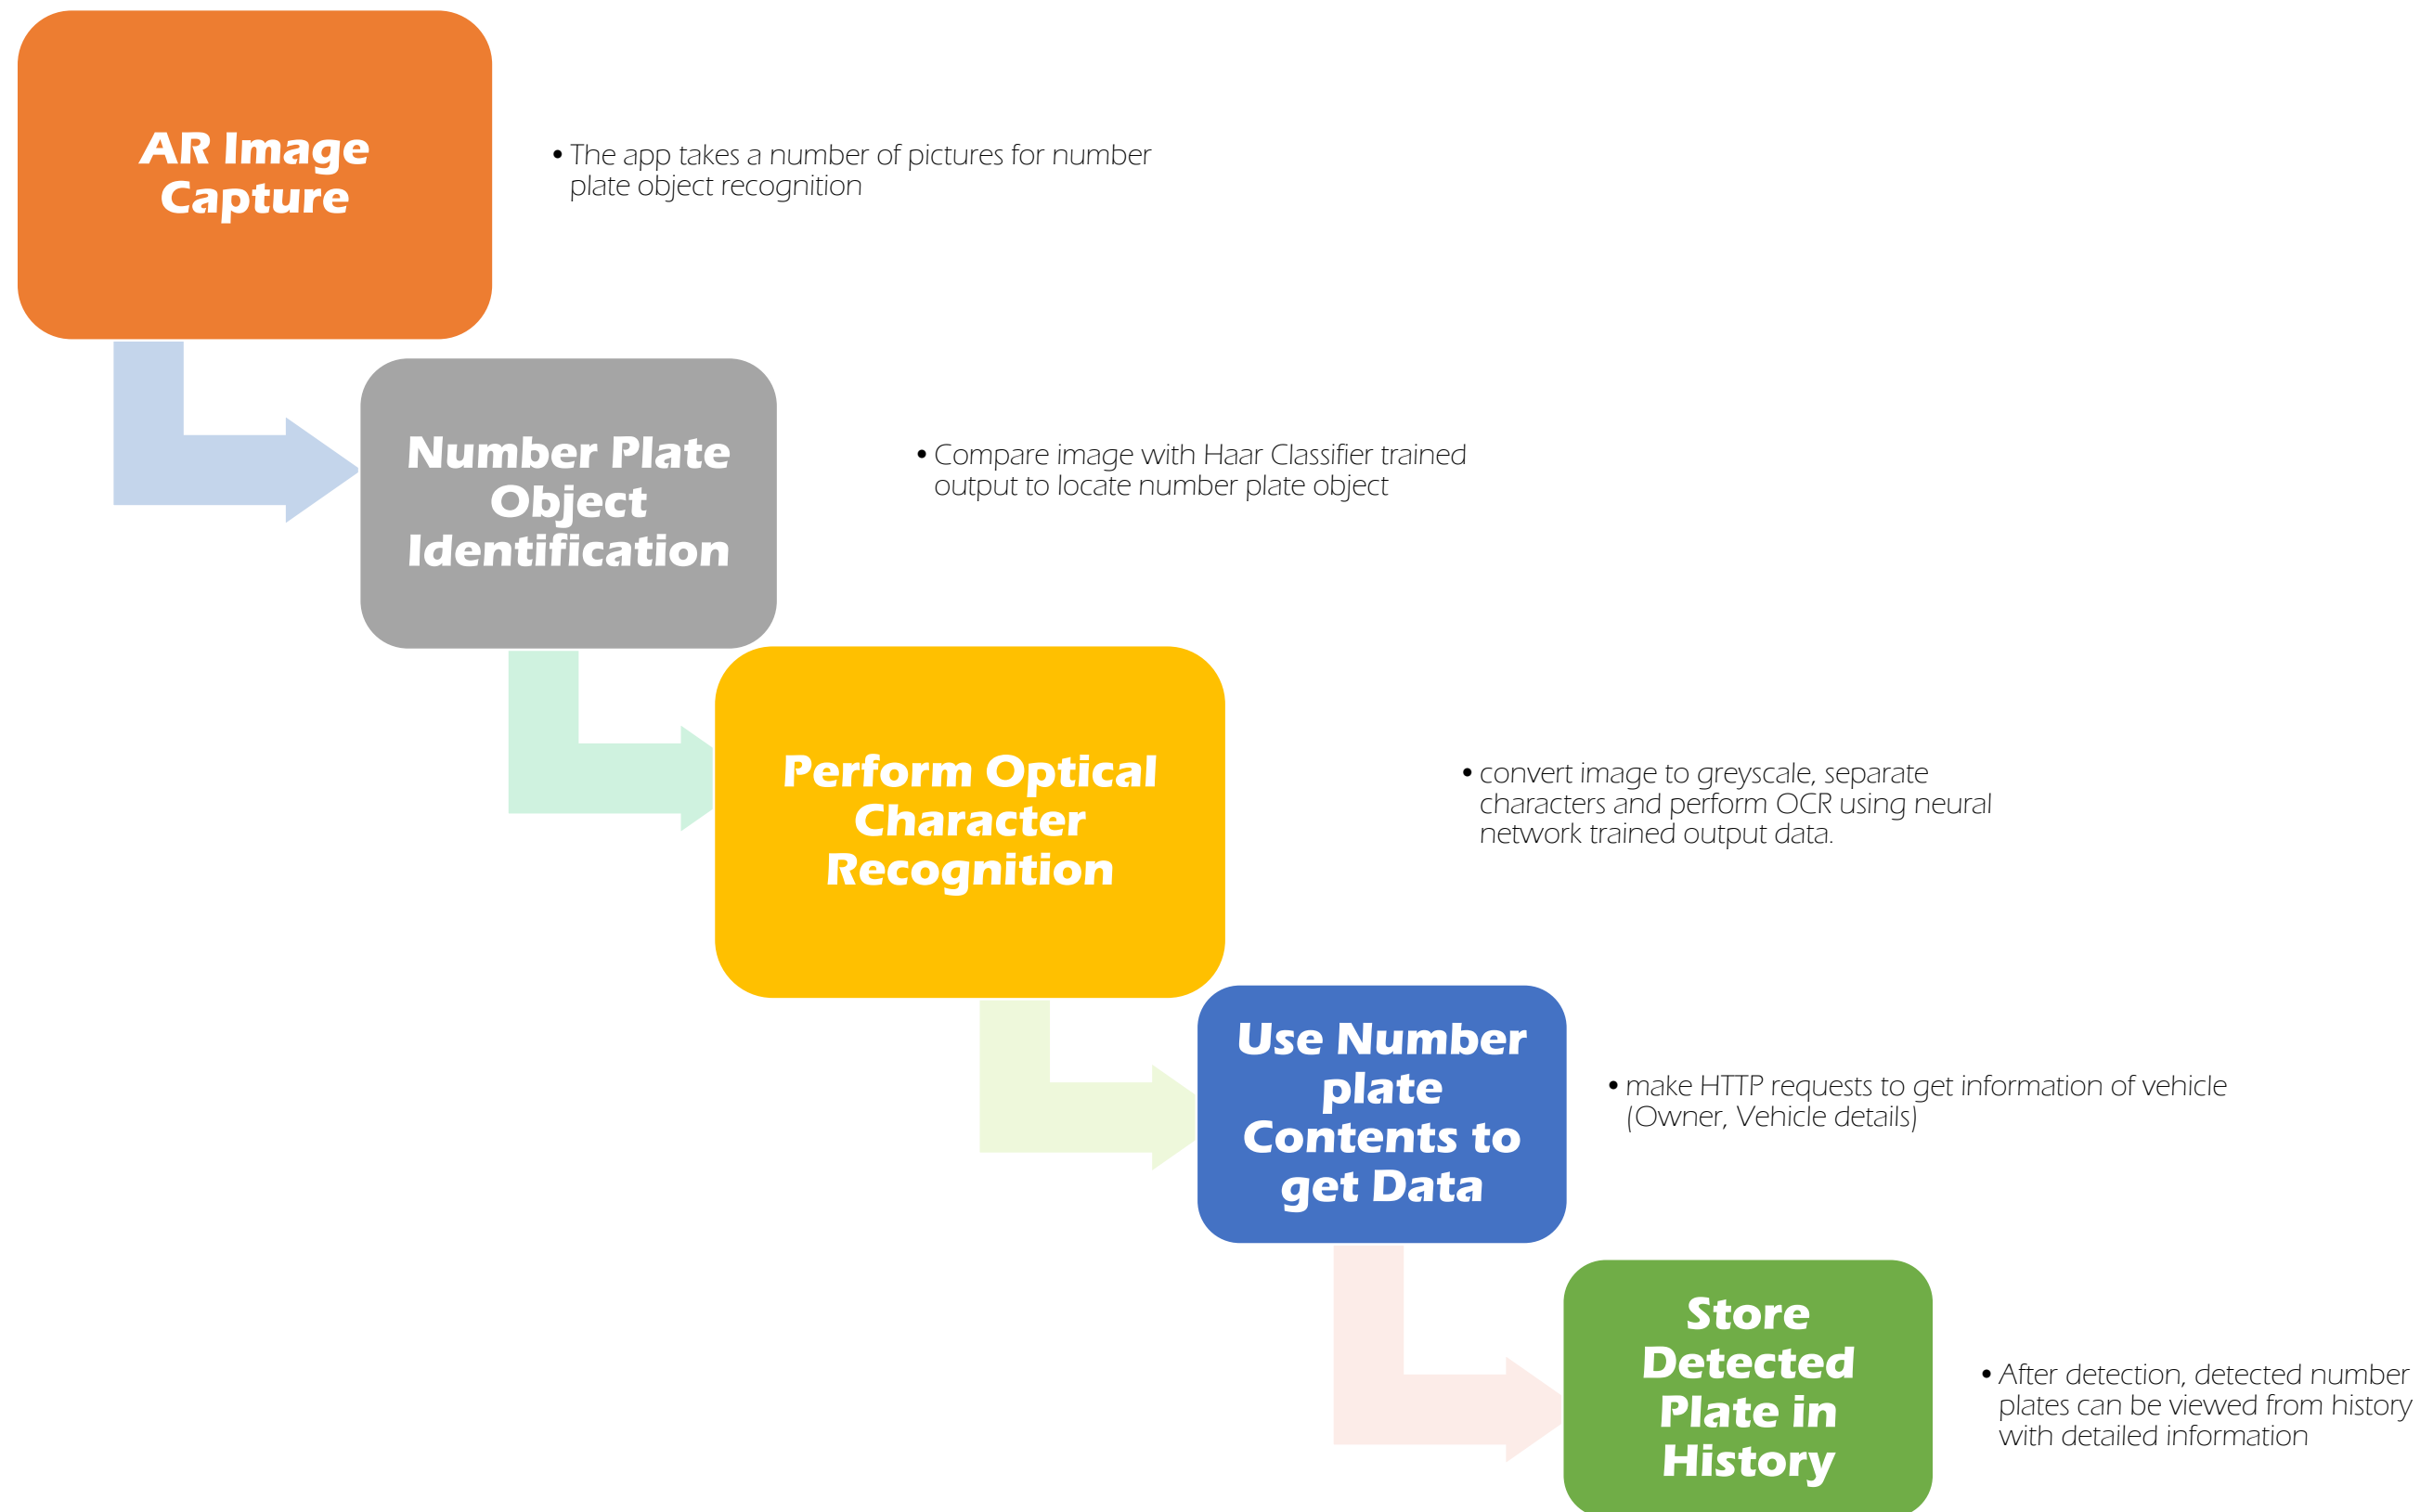 AR Image
Capture
• The app takes a number of pictures for number
plate object recognition
Number Plate
Object
Identification
• Compare image with Haar Classifier trained
output to locate number plate object
Perform Optical
Character
Recognition
• convert image to greyscale, separate
characters and perform OCR using neural
network trained output data.
Use Number
plate
Contents to
get Data
• make HTTP requests to get information of vehicle
(Owner, Vehicle details)
Store
Detected
Plate in
History
• After detection, detected number
plates can be viewed from history
with detailed information